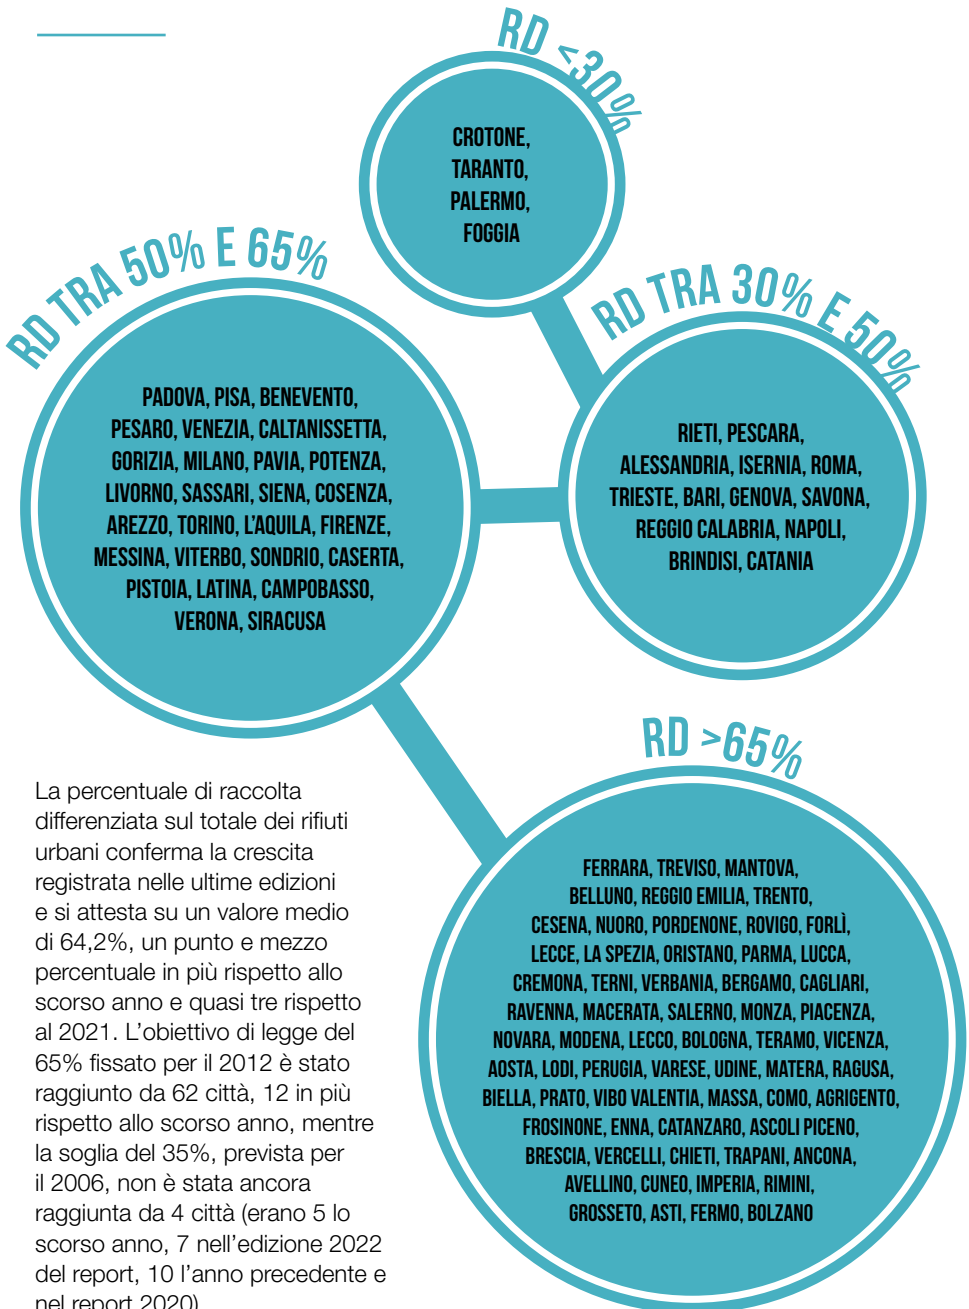 RD <30%
CROTONE,
TARANTO,
PALERMO,
FOGGIA
RD TRA 50% E 65%
PADOVA, PISA, BENEVENTO,
PESARO, VENEZIA, CALTANISSETTA,
GORIZIA, MILANO, PAVIA, POTENZA,
LIVORNO, SASSARI, SIENA, COSENZA,
AREZZO, TORINO, L'AQUILA, FIRENZE,
MESSINA, VITERBO, SONDRIO, CASERTA,
PISTOIA, LATINA, CAMPOBASSO,
VERONA, SIRACUSA
RD TRA 30% E 50%
RIETI, PESCARA,
ALESSANDRIA, ISERNIA, ROMA,
TRIESTE, BARI, GENOVA, SAVONA,
REGGIO CALABRIA, NAPOLI,
BRINDISI, CATANIA
RD >65%
FERRARA, TREVISO, MANTOVA,
BELLUNO, REGGIO EMILIA, TRENTO,
CESENA, NUORO, PORDENONE, ROVIGO, FORLÌ,
LECCE, LA SPEZIA, ORISTANO, PARMA, LUCCA,
CREMONA, TERNI, VERBANIA, BERGAMO, CAGLIARI,
RAVENNA, MACERATA, SALERNO, MONZA, PIACENZA,
NOVARA, MODENA, LECCO, BOLOGNA, TERAMO, VICENZA,
AOSTA, LODI, PERUGIA, VARESE, UDINE, MATERA, RAGUSA,
BIELLA, PRATO, VIBO VALENTIA, MASSA, COMO, AGRIGENTO,
FROSINONE, ENNA, CATANZARO, ASCOLI PICENO,
BRESCIA, VERCELLI, CHIETI, TRAPANI, ANCONA,
AVELLINO, CUNEO, IMPERIA, RIMINI,
GROSSETO, ASTI, FERMO, BOLZANO
La percentuale di raccolta
differenziata sul totale dei rifiuti
urbani conferma la crescita
registrata nelle ultime edizioni
e si attesta su un valore medio
di 64,2%, un punto e mezzo
percentuale in più rispetto allo
scorso anno e quasi tre rispetto
al 2021. L'obiettivo di legge del
65% fissato per il 2012 è stato
raggiunto da 62 città, 12 in più
rispetto allo scorso anno, mentre
la soglia del 35%, prevista per
il 2006, non è stata ancora
raggiunta da 4 città (erano 5 lo
scorso anno, 7 nell'edizione 2022
del report, 10 l'anno precedente e
nel report 2020)